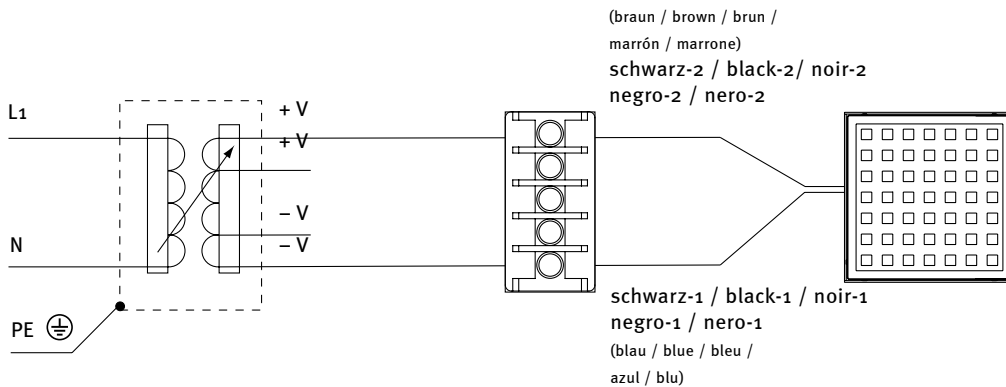 (braun / brown / brun /
marrón / marrone)
schwarz-2 / black-2/ noir-2
negro-2 / nero-2
L1
+ V
+ V
– V
N
– V
schwarz-1 / black-1 / noir-1
negro-1 / nero-1
PE
(blau / blue / bleu /
azul / blu)